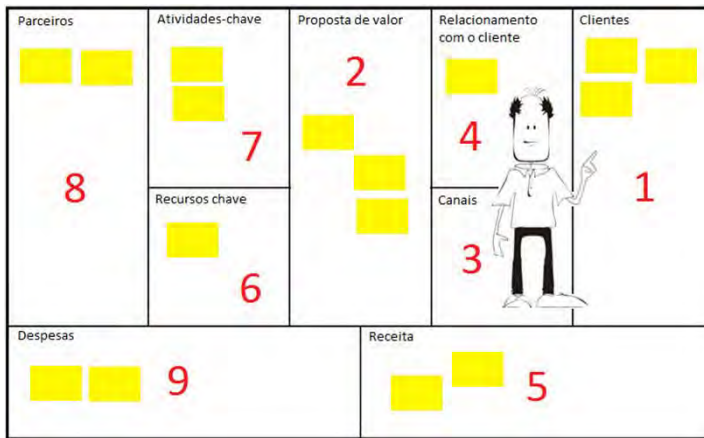 Parceiros
8
Atividades-chave
7
Recursos chave
6
Proposta de valor
2
Relacionamento
com o cliente
4
Canais
3
Clientes
1
Despesas
9
Receita
5